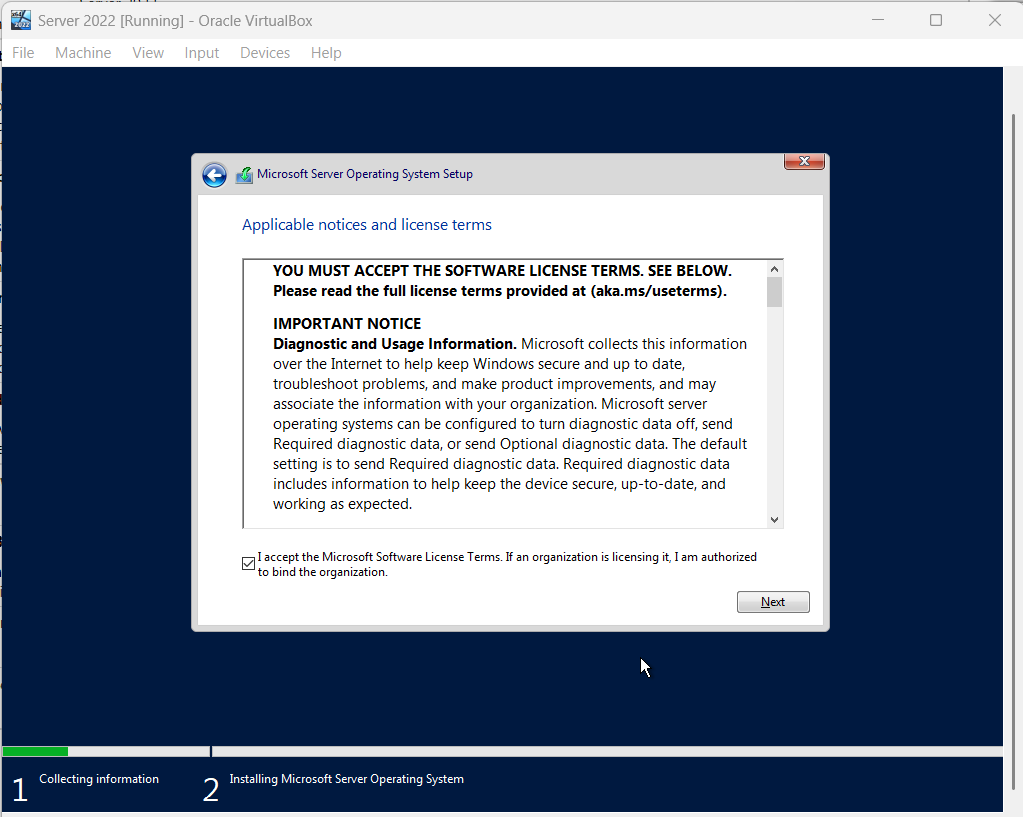 Server 2022 [Running] - Oracle VirtualBox
File Machine View Input Devices Help
Microsoft Server Operating System Setup
Applicable notices and license terms
YOU MUST ACCEPT THE SOFTWARE LICENSE TERMS. SEE BELOW.
Please read the full license terms provided at (aka.ms/useterms).
IMPORTANT NOTICE
Diagnostic and Usage Information. Microsoft collects this information
over the Internet to help keep Windows secure and up to date,
troubleshoot problems, and make product improvements, and may
associate the information with your organization. Microsoft server
operating systems can be configured to turn diagnostic data off, send
Required diagnostic data, or send Optional diagnostic data. The default
setting is to send Required diagnostic data. Required diagnostic data
includes information to help keep the device secure, up-to-date, and
working as expected.
I accept the Microsoft Software License Terms. If an organization is licensing it, I am authorized
to bind the organization.
Next
1 Collecting information 2 Installing Microsoft Server Operating System